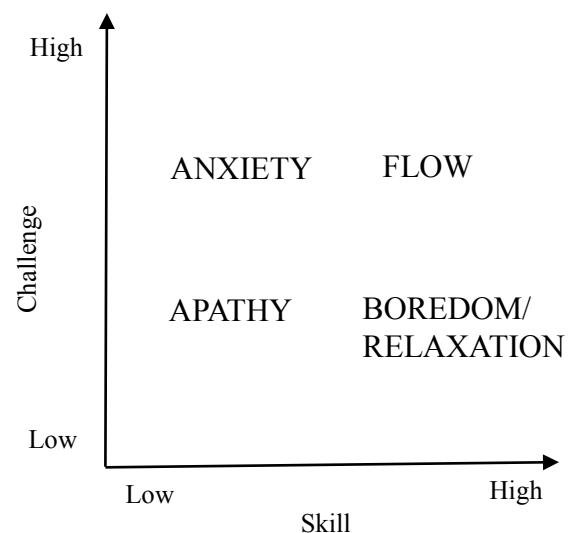 High
ANXIETY FLOW
Challenge
APATHY BOREDOM/
RELAXATION
Low
Low High
Skill